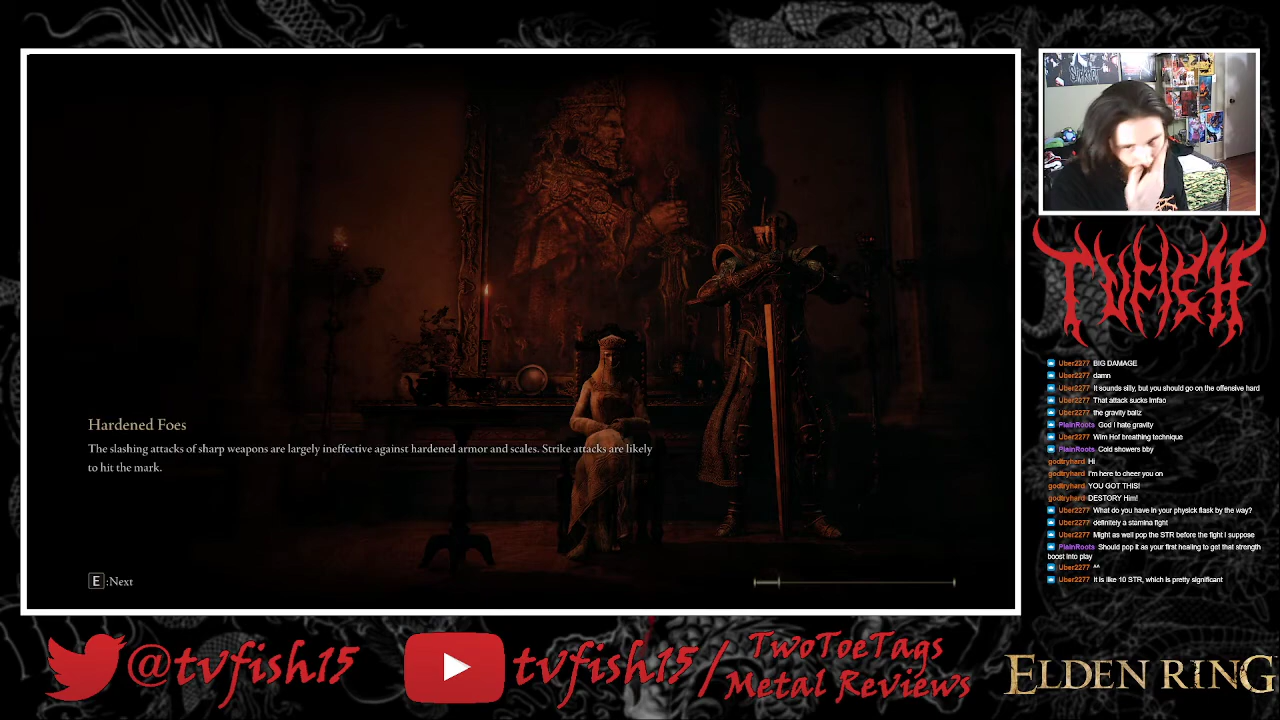 Hardened Foes
The slashing attacks of sharp weapons are largely ineffective against hardened armor and scales. Strike attacks are likely
to hit the mark.
E:Next
TVFISH
Uber2277 BIG DAMAGE
Uber2277 damn
Uber2277 It sounds silly, but you should go on the offensive hard
Uber2277 That attack sucks lmfao
Uber2277 the gravity ballz
PlainRoots God I hate gravity
Uber2277 Wim Hof breathing technique
PlainRoots Cold showers bby
godtryhard Hi
godtryhard I'm here to cheer you on
godtryhard YOU GOT THIS!
godtryhard DESTORY Him!
Uber2277 What do you have in your physick flask by the way?
Uber2277 definitely a stamina fight
Uber2277 Might as well pop the STR before the fight I suppose
PlainRoots Should pop it as your first healing to get that strength
boost into play
Uber2277 ^^
Uber2277 It is like 10 STR, which is pretty significant
@tvfish15
tvfish15 / TwoToeTags
Metal Reviews
ELDEN RING